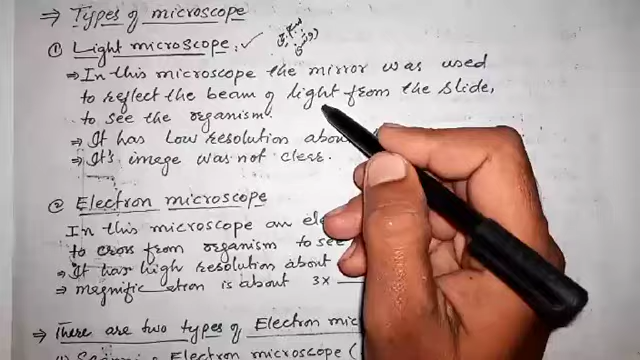 ⇒ Types of microscope
① Light microscope:
⇒ In this microscope the mirror was used
to reflect the beam of light from the slide,
to see the organism.
⇒ It has low resolution about
⇒ It's image was not clear.
② Electron microscope
In this microscope an ele
to cross from organism to see
⇒ It has high resolution about
⇒ magnification is about 3x
⇒ There are two types of Electron mic
Electron microscope (